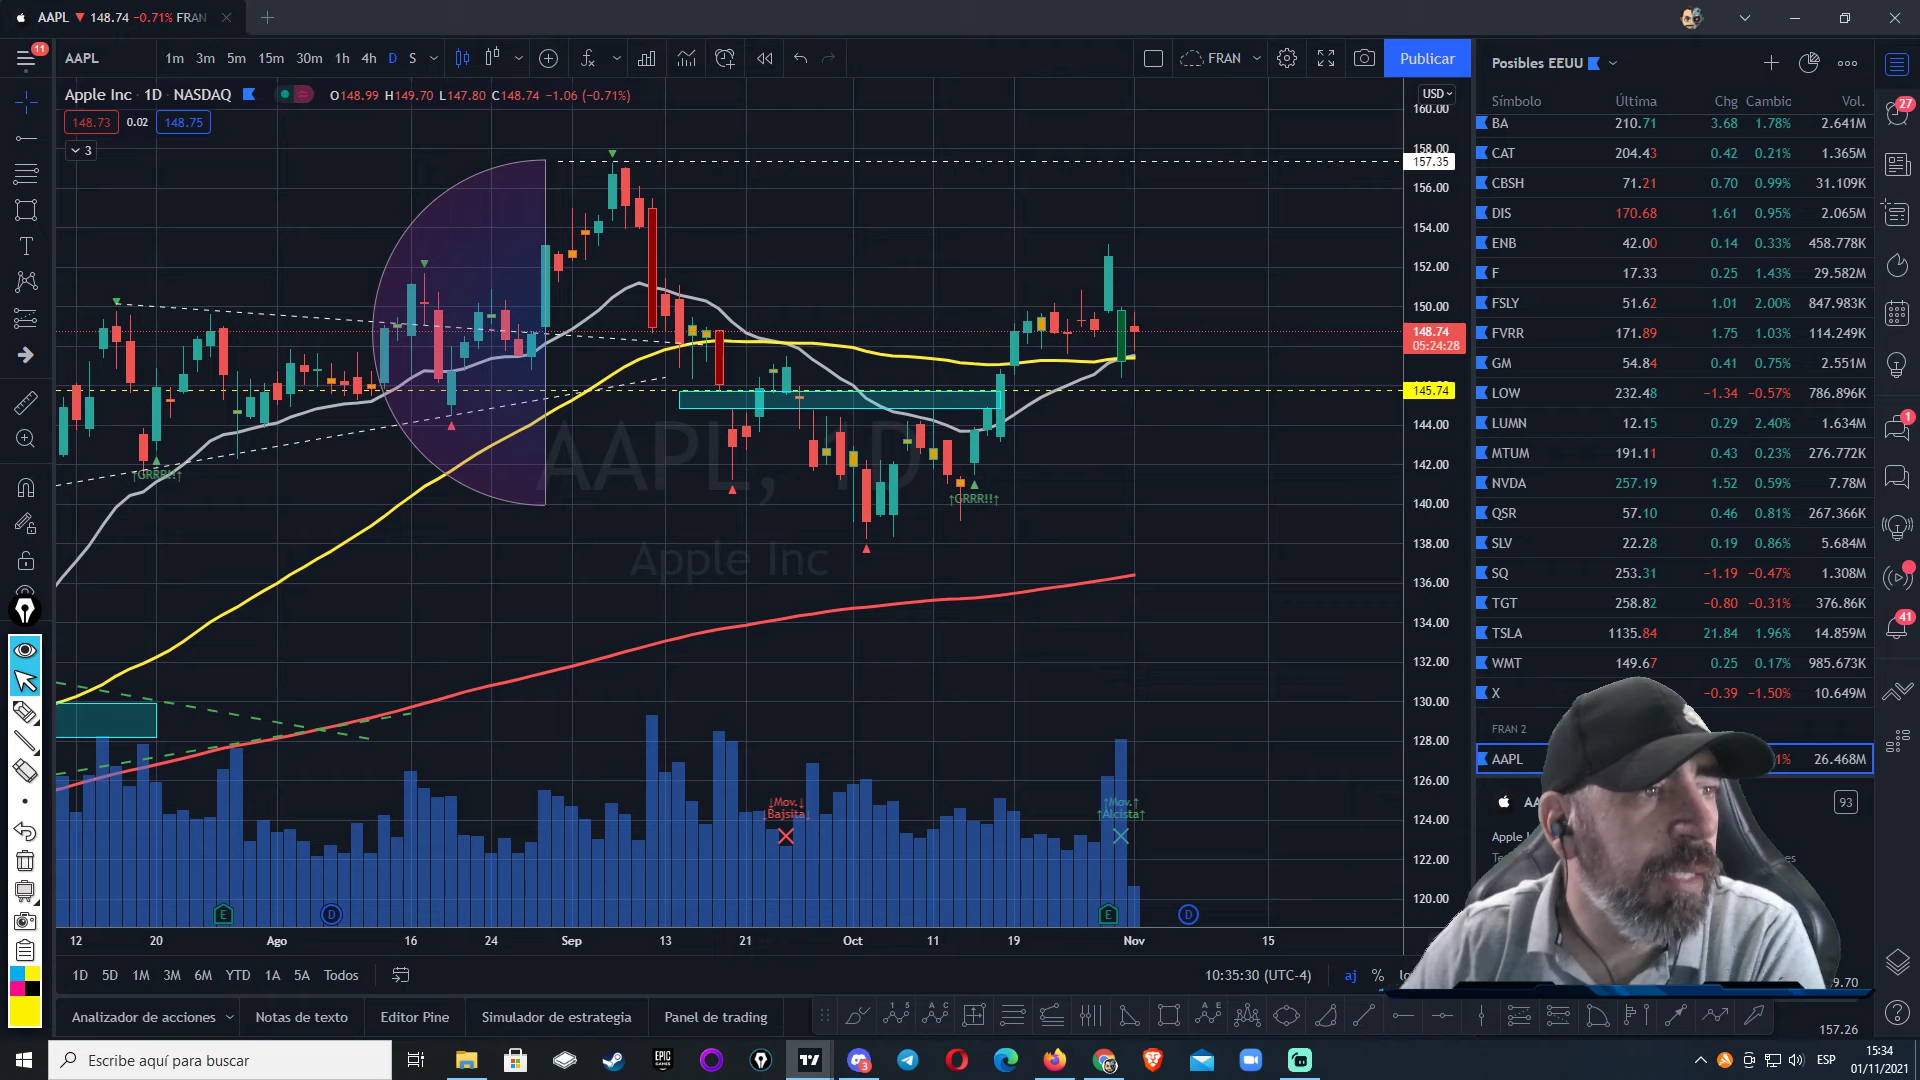 AAPL 148.74 −0.71% FRAN
11
AAPL 1m 3m 5m 15m 30m 1h 4h D S FRAN Publicar
Posibles EEUU
Apple Inc · 1D · NASDAQ O148.99 H149.70 L147.80 C148.74 −1.06 (−0.71%)
148.73 0.02 148.75
3
USD
160.00
158.00
157.35
156.00
154.00
152.00
150.00
148.74
05:24:28
145.74
144.00
142.00
140.00
138.00
136.00
134.00
132.00
130.00
128.00
126.00
124.00
122.00
120.00
AAPL, 1D
Apple Inc
↑GRRR!!↑
↑GRRR!!↑
↓Mov.↓
↓Bajsita↓
↑Mov.↑
↑Alcista↑
E D E D
12 20 Ago 16 24 Sep 13 21 Oct 11 19 Nov 15
1D 5D 1M 3M 6M YTD 1A 5A Todos
10:35:30 (UTC-4) aj %
Analizador de acciones Notas de texto Editor Pine Simulador de estrategia Panel de trading
Símbolo Última Chg Cambio Vol.
BA 210.71 3.68 1.78% 2.641M
CAT 204.43 0.42 0.21% 1.365M
CBSH 71.21 0.70 0.99% 31.109K
DIS 170.68 1.61 0.95% 2.065M
ENB 42.00 0.14 0.33% 458.778K
F 17.33 0.25 1.43% 29.582M
FSLY 51.62 1.01 2.00% 847.983K
FVRR 171.89 1.75 1.03% 114.249K
GM 54.84 0.41 0.75% 2.551M
LOW 232.48 −1.34 −0.57% 786.896K
LUMN 12.15 0.29 2.40% 1.634M
MTUM 191.11 0.43 0.23% 276.772K
NVDA 257.19 1.52 0.59% 7.78M
QSR 57.10 0.46 0.81% 267.366K
SLV 22.28 0.19 0.86% 5.684M
SQ 253.31 −1.19 −0.47% 1.308M
TGT 258.82 −0.80 −0.31% 376.86K
TSLA 1135.84 21.84 1.96% 14.859M
WMT 149.67 0.25 0.17% 985.673K
X −0.39 −1.50% 10.649M
FRAN 2
AAPL 1% 26.468M
93
Apple
157.26
27
1
41
Escribe aquí para buscar
EPIC GAMES
3
ESP
15:34
01/11/2021